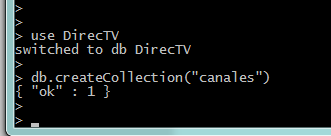 >
>
> use DirecTV
switched to db DirecTV
>
> db.createCollection("canales")
{ "ok" : 1 }
>
>
> _